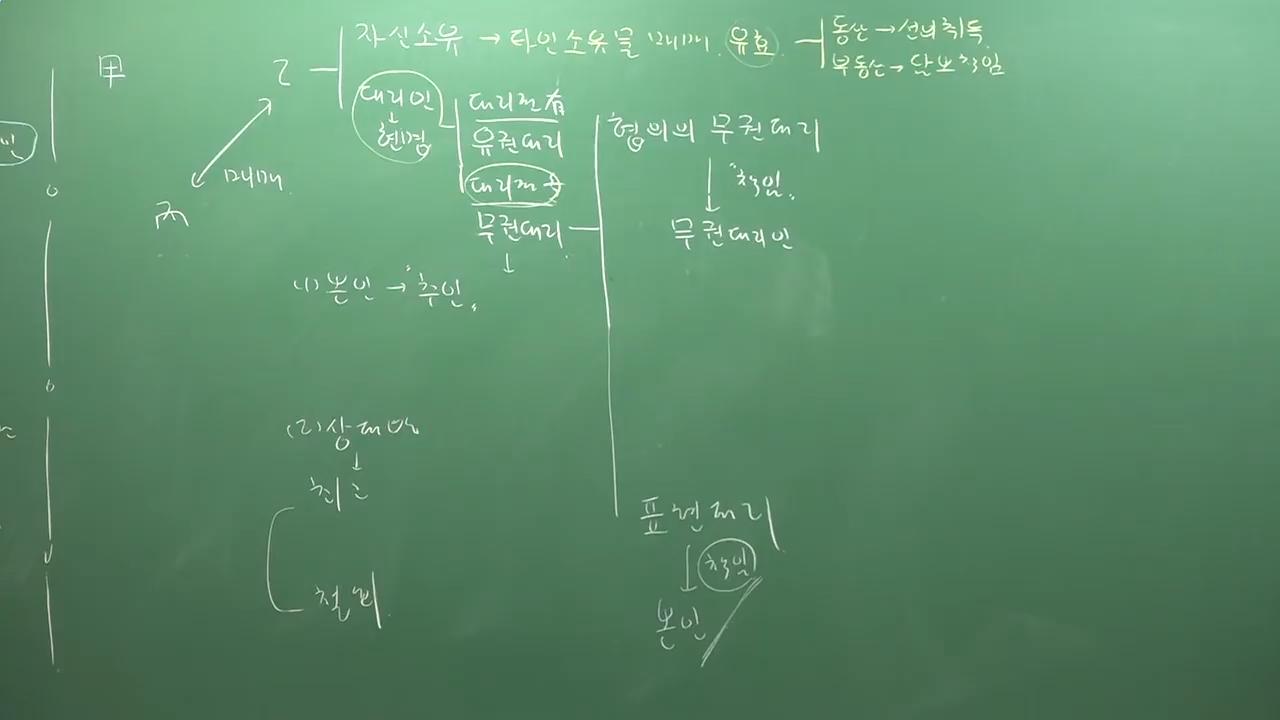 甲
乙
丙
매매.
자신소유 → 타인소유물 매매. 유효
동산 → 선의취득
부동산 → 담보책임
대리인
↓
현명
대리권 有
유권대리
대리권 無
무권대리
↓
(1) 본인 → "추인"
(2) 상대방
↓
최고
철회
협의의 무권대리
↓ "책임"
무권대리인
표현대리
↓ 책임
본인
인